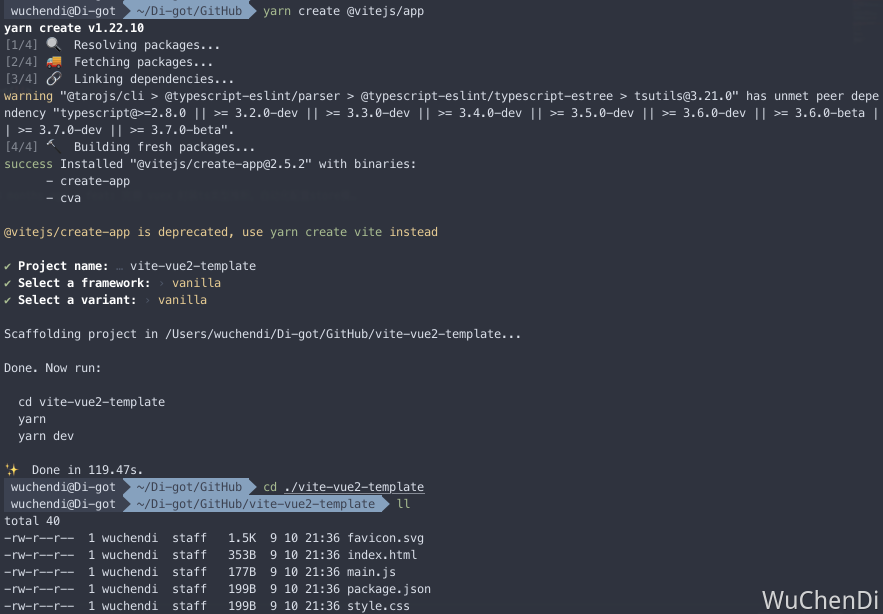 wuchendi@Di-got ~/Di-got/GitHub yarn create @vitejs/app
yarn create v1.22.10
[1/4] 🔍 Resolving packages...
[2/4] 🚚 Fetching packages...
[3/4] 🔗 Linking dependencies...
warning "@tarojs/cli > @typescript-eslint/parser > @typescript-eslint/typescript-estree > tsutils@3.21.0" has unmet peer depe
ndency "typescript@>=2.8.0 || >= 3.2.0-dev || >= 3.3.0-dev || >= 3.4.0-dev || >= 3.5.0-dev || >= 3.6.0-dev || >= 3.6.0-beta |
| >= 3.7.0-dev || >= 3.7.0-beta".
[4/4] 🔨 Building fresh packages...
success Installed "@vitejs/create-app@2.5.2" with binaries:
- create-app
- cva
@vitejs/create-app is deprecated, use yarn create vite instead
✔ Project name: … vite-vue2-template
✔ Select a framework: › vanilla
✔ Select a variant: › vanilla
Scaffolding project in /Users/wuchendi/Di-got/GitHub/vite-vue2-template...
Done. Now run:
cd vite-vue2-template
yarn
yarn dev
✨ Done in 119.47s.
wuchendi@Di-got ~/Di-got/GitHub cd ./vite-vue2-template
wuchendi@Di-got ~/Di-got/GitHub/vite-vue2-template ll
total 40
-rw-r--r-- 1 wuchendi staff 1.5K 9 10 21:36 favicon.svg
-rw-r--r-- 1 wuchendi staff 353B 9 10 21:36 index.html
-rw-r--r-- 1 wuchendi staff 177B 9 10 21:36 main.js
-rw-r--r-- 1 wuchendi staff 199B 9 10 21:36 package.json
-rw-r--r-- 1 wuchendi staff 199B 9 10 21:36 style.css
WuChenDi